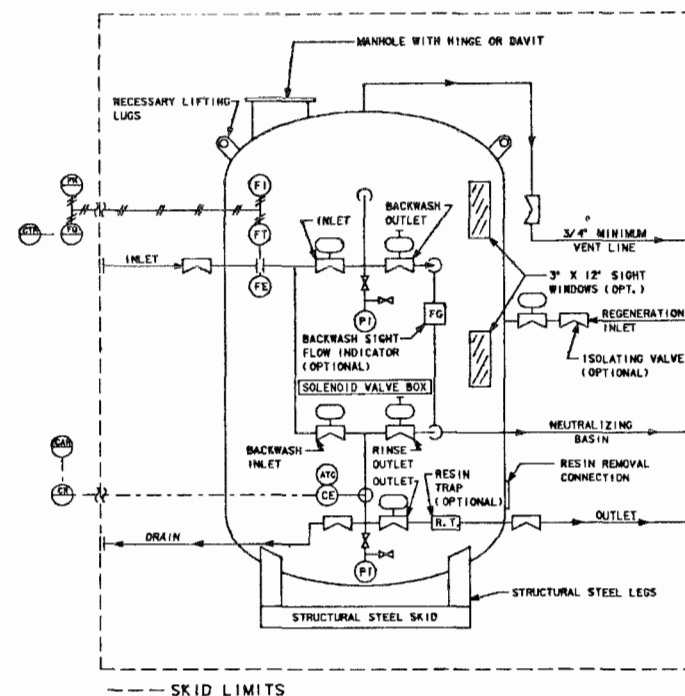 MANHOLE WITH HINGE OR DAVIT
NECESSARY LIFTING
LUGS
FI
FT
FE
FQ
INLET
INLET
BACKWASH
OUTLET
3/4" MINIMUM
VENT LINE
3" X 12" SIGHT
WINDOWS (OPT.)
PI
FG
BACKWASH SIGHT
FLOW INDICATOR
(OPTIONAL)
REGENERATION
INLET
ISOLATING VALVE
(OPTIONAL)
SOLENOID VALVE BOX
BACKWASH
INLET
RINSE
OUTLET
NEUTRALIZING
BASIN
CR
ATC
CE
OUTLET
RESIN
TRAP
(OPTIONAL)
RESIN REMOVAL
CONNECTION
R.T.
OUTLET
DRAIN
PI
STRUCTURAL STEEL LEGS
STRUCTURAL STEEL SKID
SKID LIMITS